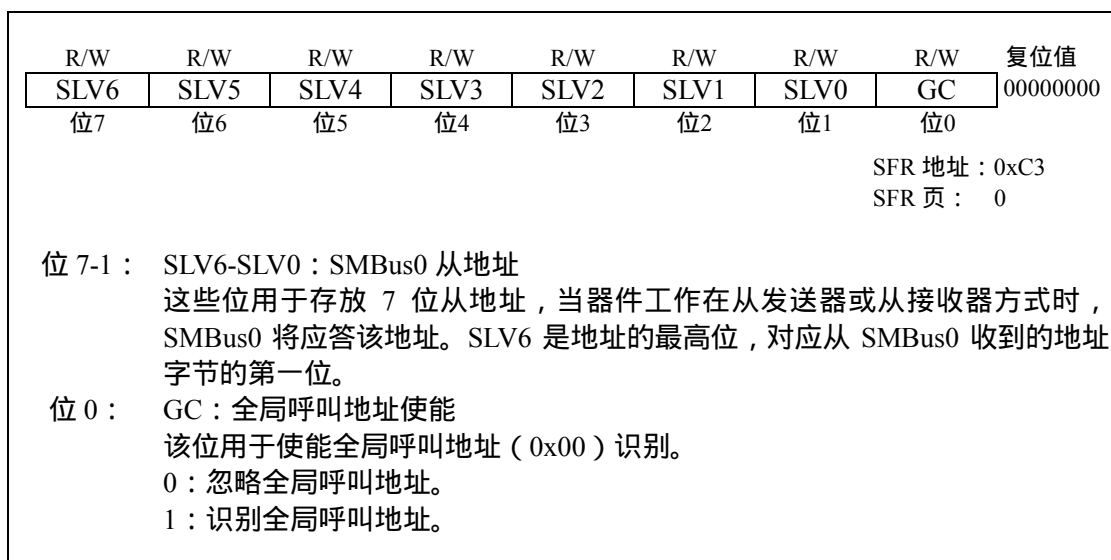 R/W R/W R/W R/W R/W R/W R/W R/W 复位值
SLV6 SLV5 SLV4 SLV3 SLV2 SLV1 SLV0 GC 00000000
位7 位6 位5 位4 位3 位2 位1 位0
SFR 地址：0xC3
SFR 页： 0
位 7-1： SLV6-SLV0：SMBus0 从地址
这些位用于存放 7 位从地址，当器件工作在从发送器或从接收器方式时，
SMBus0 将应答该地址。SLV6 是地址的最高位，对应从 SMBus0 收到的地址
字节的第一位。
位 0： GC：全局呼叫地址使能
该位用于使能全局呼叫地址（0x00）识别。
0：忽略全局呼叫地址。
1：识别全局呼叫地址。